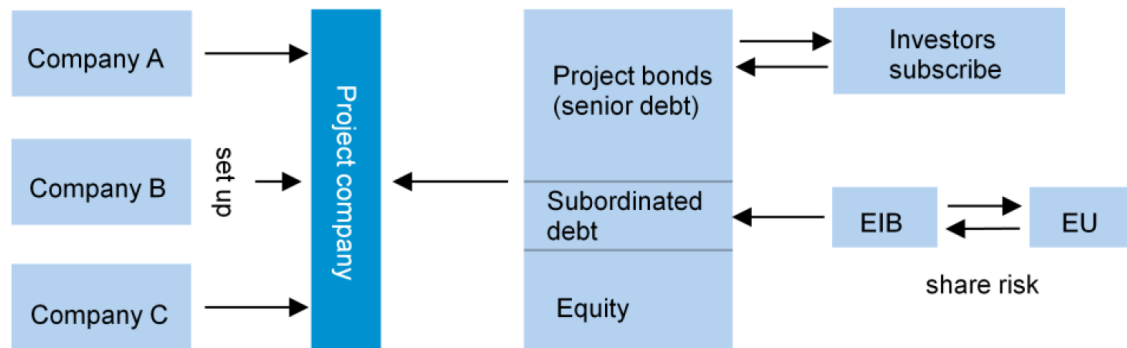 Company A
Company B
Company C
set up
Project company
Project bonds
(senior debt)
Subordinated
debt
Equity
Investors
subscribe
EIB
EU
share risk